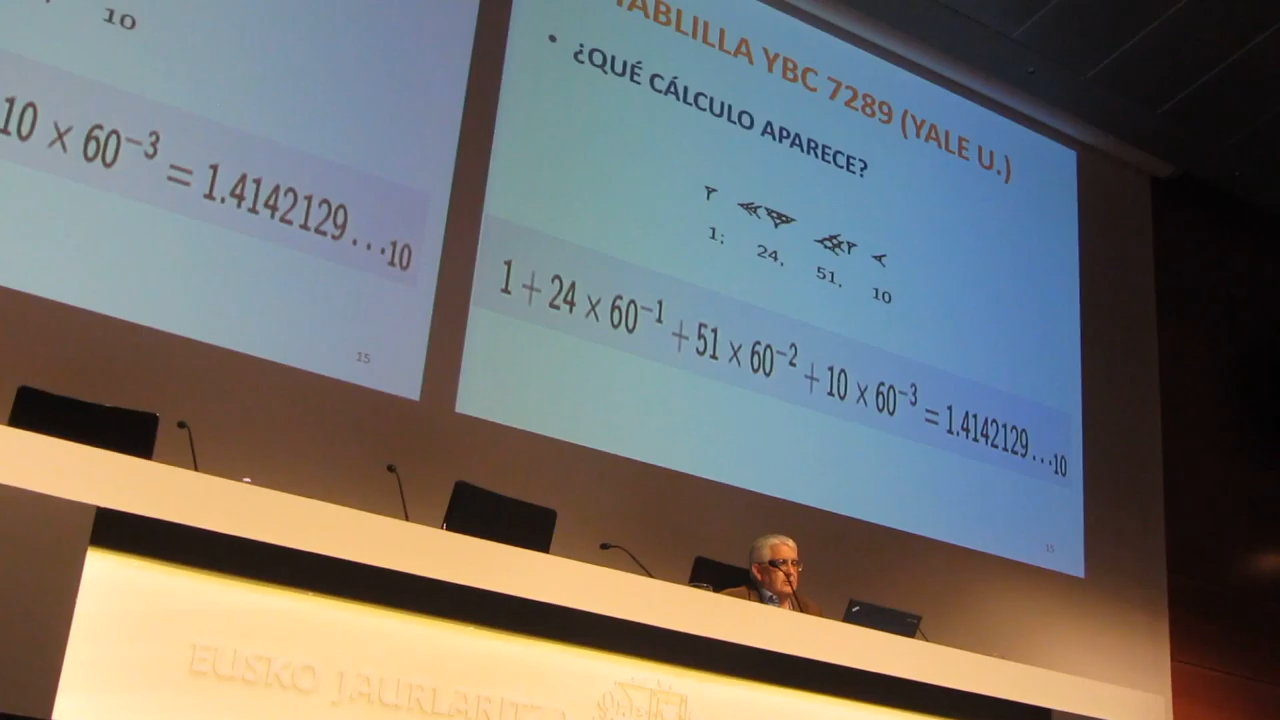 10
10 × 60⁻³ = 1.4142129...10
15
TABLILLA YBC 7289 (YALE U.)
• ¿QUÉ CÁLCULO APARECE?
1; 24, 51, 10
1 + 24 × 60⁻¹ + 51 × 60⁻² + 10 × 60⁻³ = 1.4142129...10
15
EUSKO JAURLARITZA